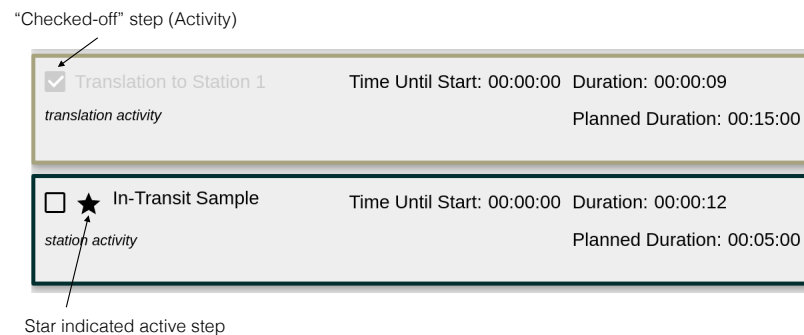 “Checked-off” step (Activity)
Translation to Station 1 Time Until Start: 00:00:00 Duration: 00:00:09
translation activity Planned Duration: 00:15:00
In-Transit Sample Time Until Start: 00:00:00 Duration: 00:00:12
station activity Planned Duration: 00:05:00
Star indicated active step